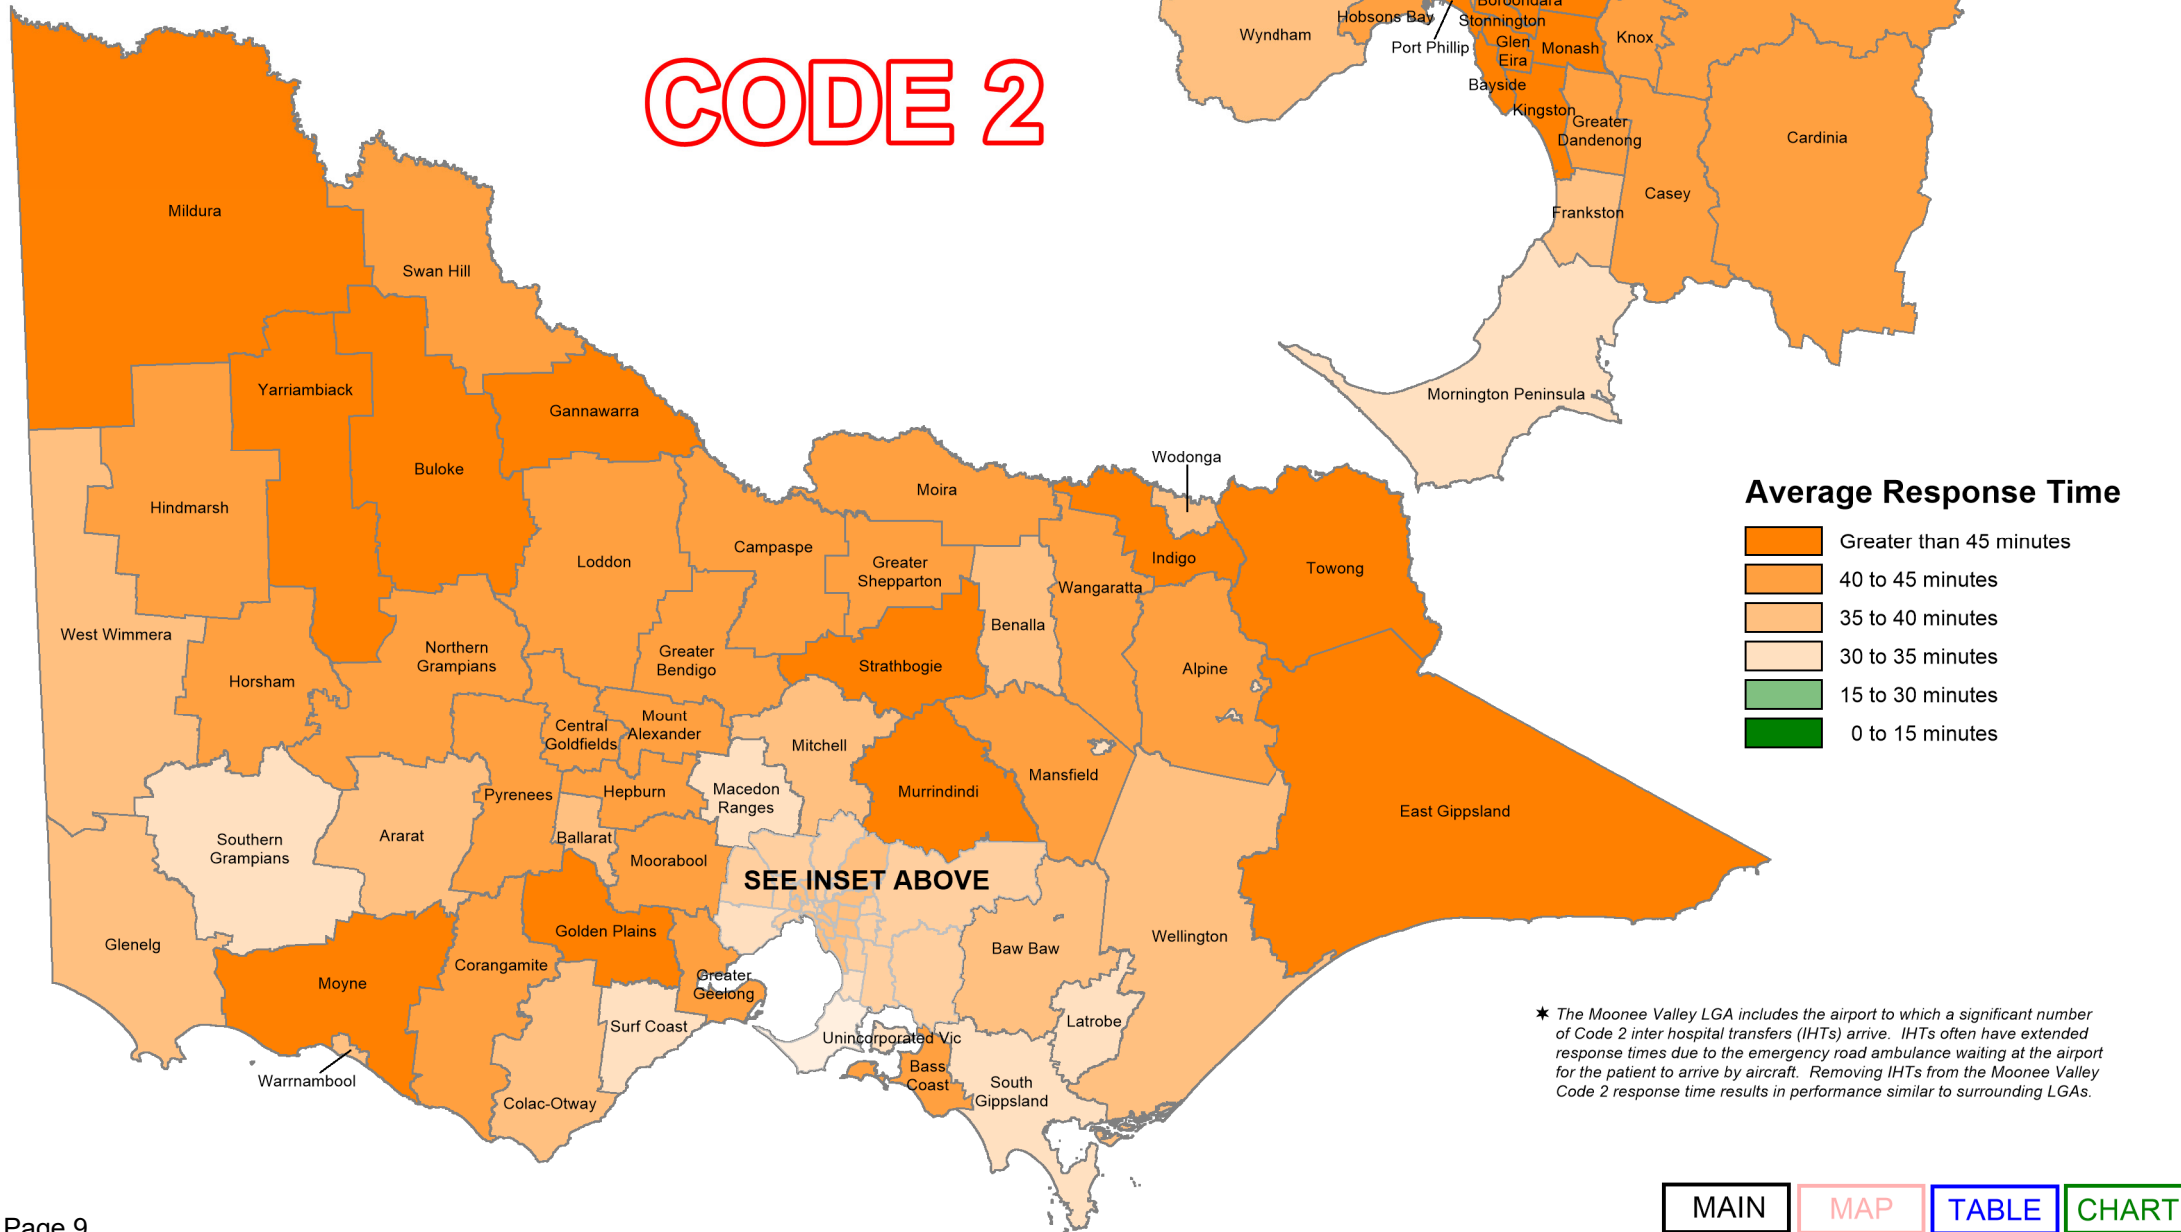 Boroondara
Hobsons Bay
Stonnington
Wyndham
Port Phillip
Glen
Eira
Monash
Knox
Bayside
Kingston
Greater
Dandenong
Cardinia
Casey
Frankston
Mornington Peninsula
CODE 2
Mildura
Swan Hill
Yarriambiack
Gannawarra
Buloke
Hindmarsh
Moira
Wodonga
Loddon
Campaspe
Greater
Shepparton
Indigo
Towong
Wangaratta
Benalla
West Wimmera
Northern
Grampians
Greater
Bendigo
Strathbogie
Alpine
Horsham
Central
Goldfields
Mount
Alexander
Mitchell
Mansfield
Murrindindi
Pyrenees
Hepburn
Macedon
Ranges
East Gippsland
Southern
Grampians
Ararat
Ballarat
Moorabool
SEE INSET ABOVE
Golden Plains
Glenelg
Wellington
Baw Baw
Corangamite
Moyne
Greater
Geelong
Surf Coast
Latrobe
Unincorporated Vic
Bass
Coast
South
Gippsland
Warrnambool
Colac-Otway
Average Response Time
Greater than 45 minutes
40 to 45 minutes
35 to 40 minutes
30 to 35 minutes
15 to 30 minutes
0 to 15 minutes
✶ The Moonee Valley LGA includes the airport to which a significant number
of Code 2 inter hospital transfers (IHTs) arrive. IHTs often have extended
response times due to the emergency road ambulance waiting at the airport
for the patient to arrive by aircraft. Removing IHTs from the Moonee Valley
Code 2 response time results in performance similar to surrounding LGAs.
MAIN
MAP
TABLE
CHART
Page 9